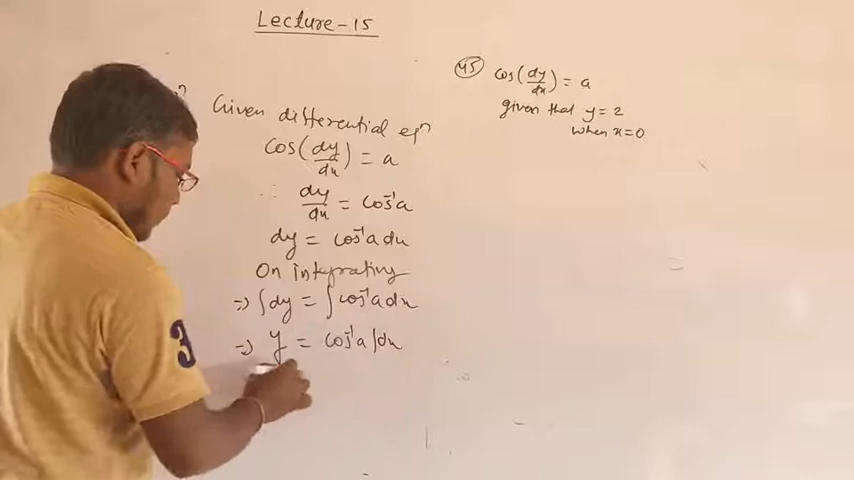 Lecture-15
Given differential eqⁿ
cos(dy/dx) = a
dy/dx = cos⁻¹a
dy = cos⁻¹a dx
On integrating
⇒ ∫dy = ∫cos⁻¹a dx
⇒ y = cos⁻¹a ∫dx
45 cos(dy/dx) = a
given that y = 2
when x = 0